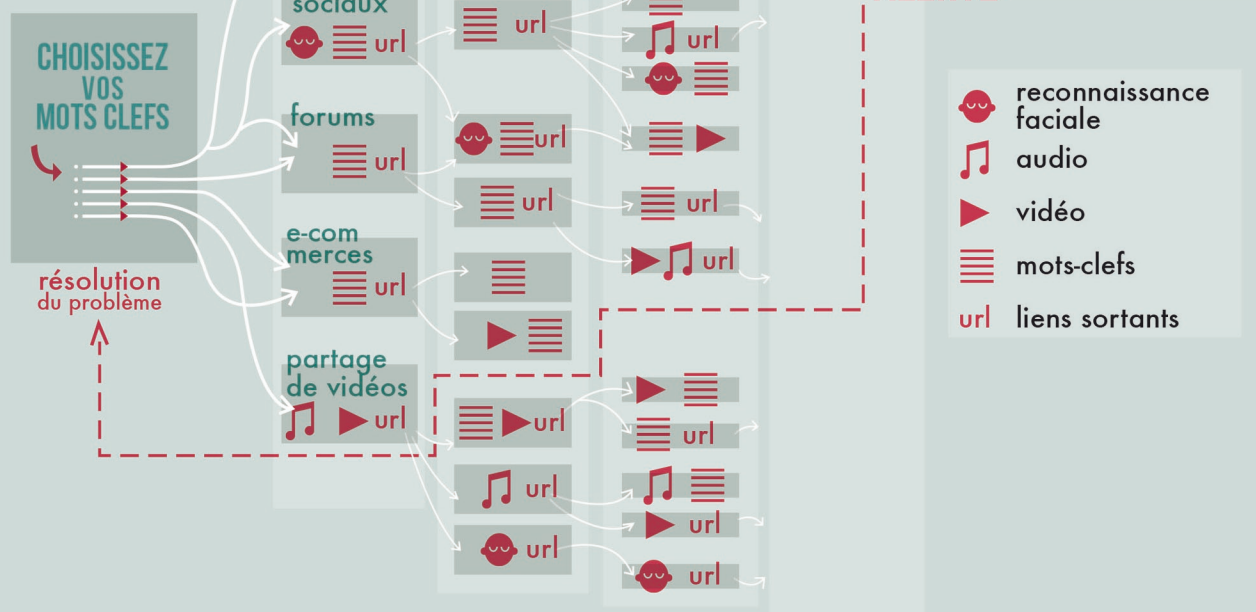 CHOISISSEZ
VOS
MOTS CLEFS
résolution
du problème
sociaux
url
forums
url
e-com
merces
url
partage
de vidéos
url
url
url
url
url
url
url
url
url
url
url
url
url
reconnaissance
faciale
audio
vidéo
mots-clefs
url
liens sortants